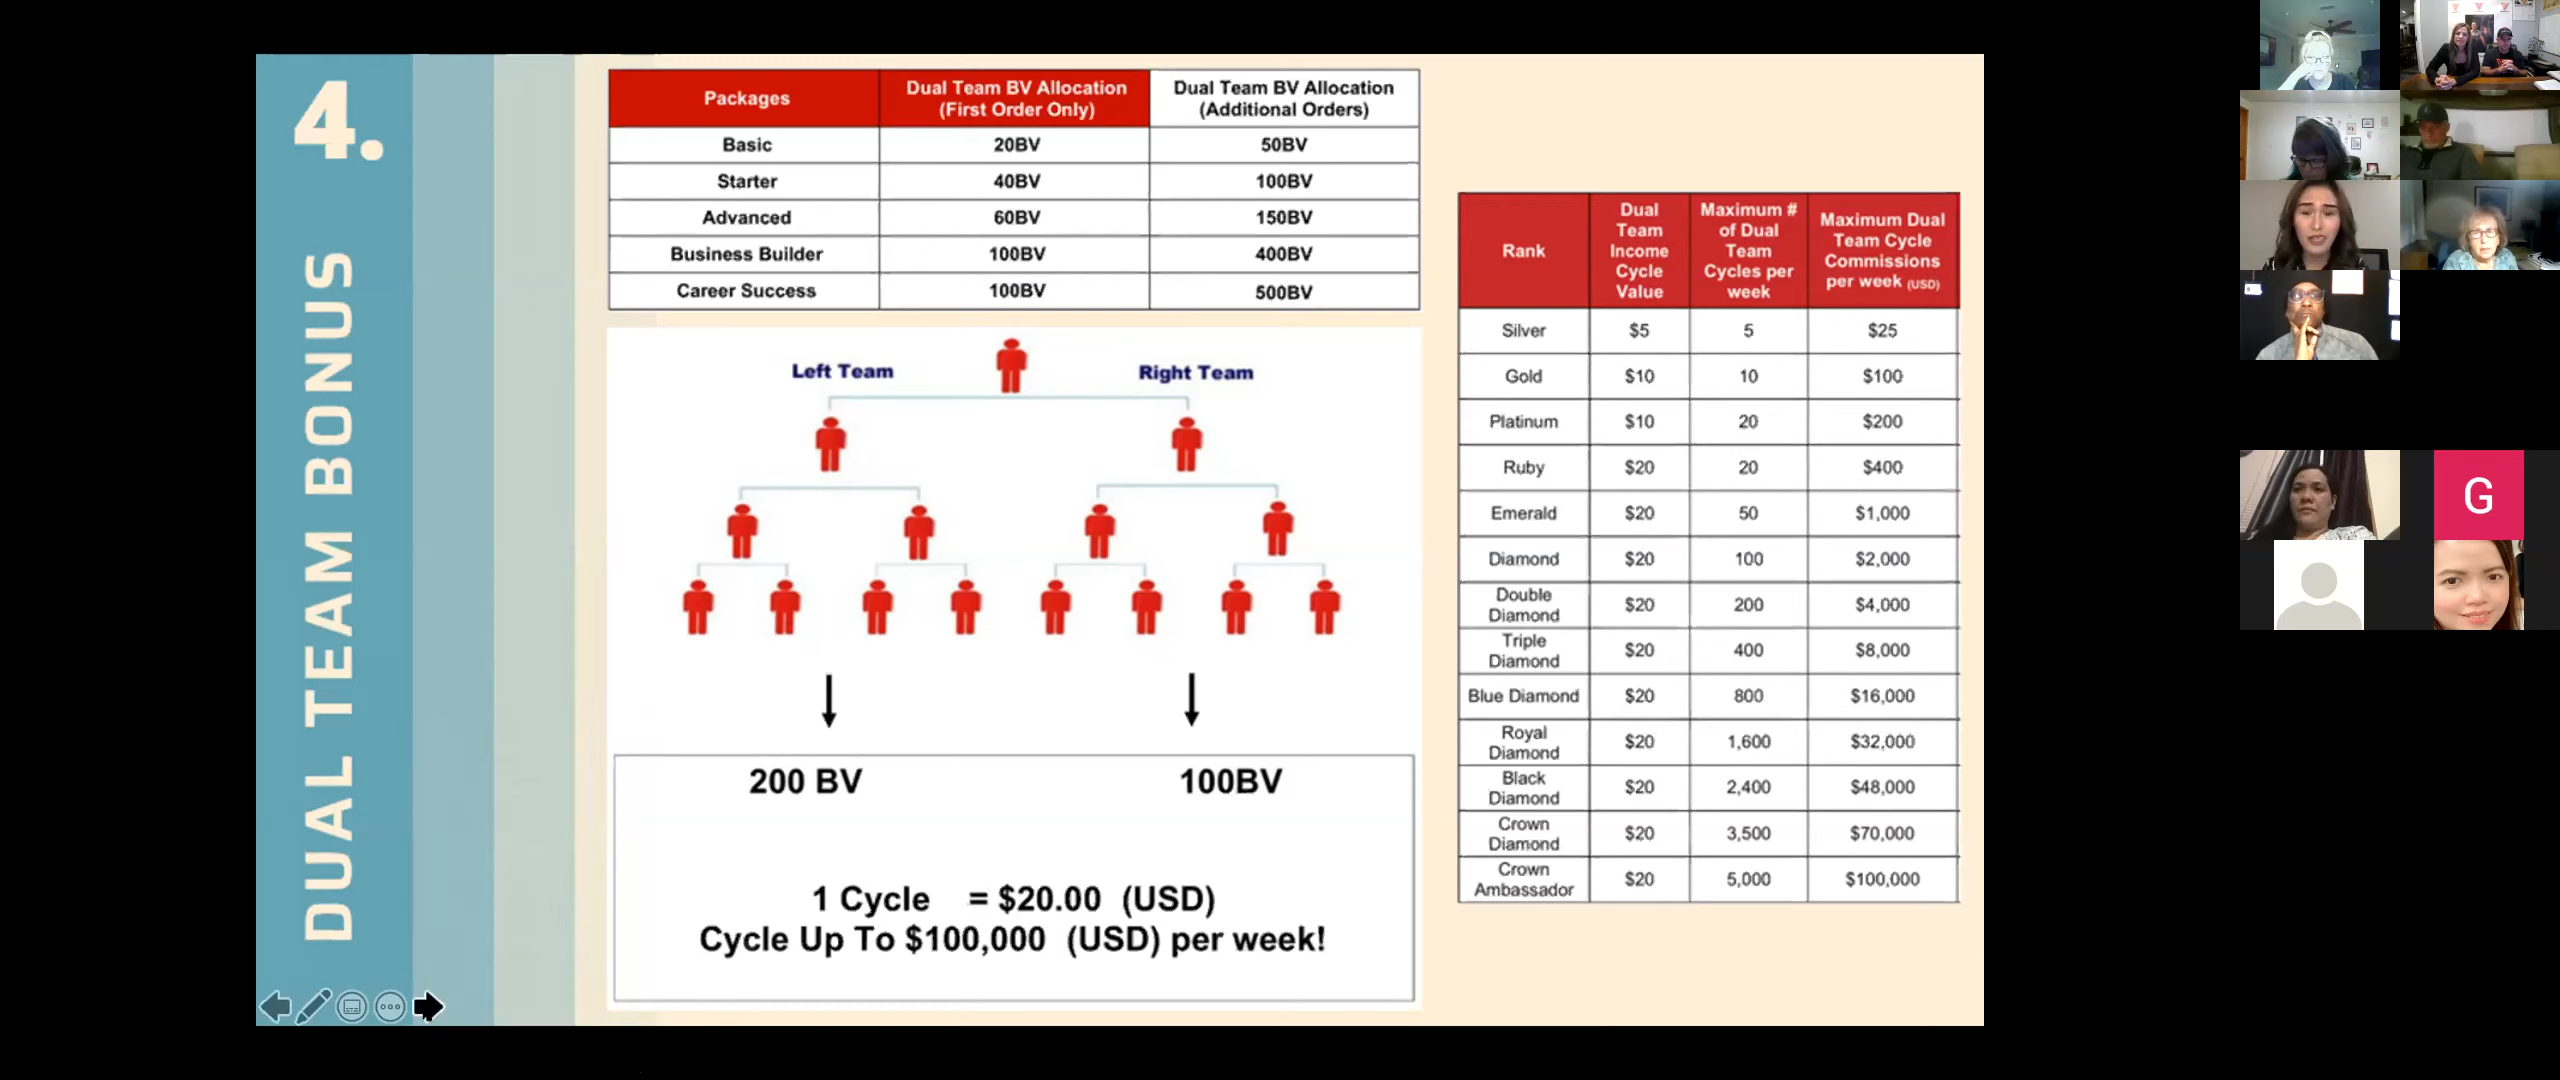 4.
DUAL TEAM BONUS
Packages
Dual Team BV Allocation
(First Order Only)
Dual Team BV Allocation
(Additional Orders)
Basic 20BV 50BV
Starter 40BV 100BV
Advanced 60BV 150BV
Business Builder 100BV 400BV
Career Success 100BV 500BV
Left Team
Right Team
200 BV
100BV
1 Cycle = $20.00 (USD)
Cycle Up To $100,000 (USD) per week!
Rank
Dual
Team
Income
Cycle
Value
Maximum #
of Dual
Team
Cycles per
week
Maximum Dual
Team Cycle
Commissions
per week (USD)
Silver $5 5 $25
Gold $10 10 $100
Platinum $10 20 $200
Ruby $20 20 $400
Emerald $20 50 $1,000
Diamond $20 100 $2,000
Double
Diamond $20 200 $4,000
Triple
Diamond $20 400 $8,000
Blue Diamond $20 800 $16,000
Royal
Diamond $20 1,600 $32,000
Black
Diamond $20 2,400 $48,000
Crown
Diamond $20 3,500 $70,000
Crown
Ambassador $20 5,000 $100,000
G